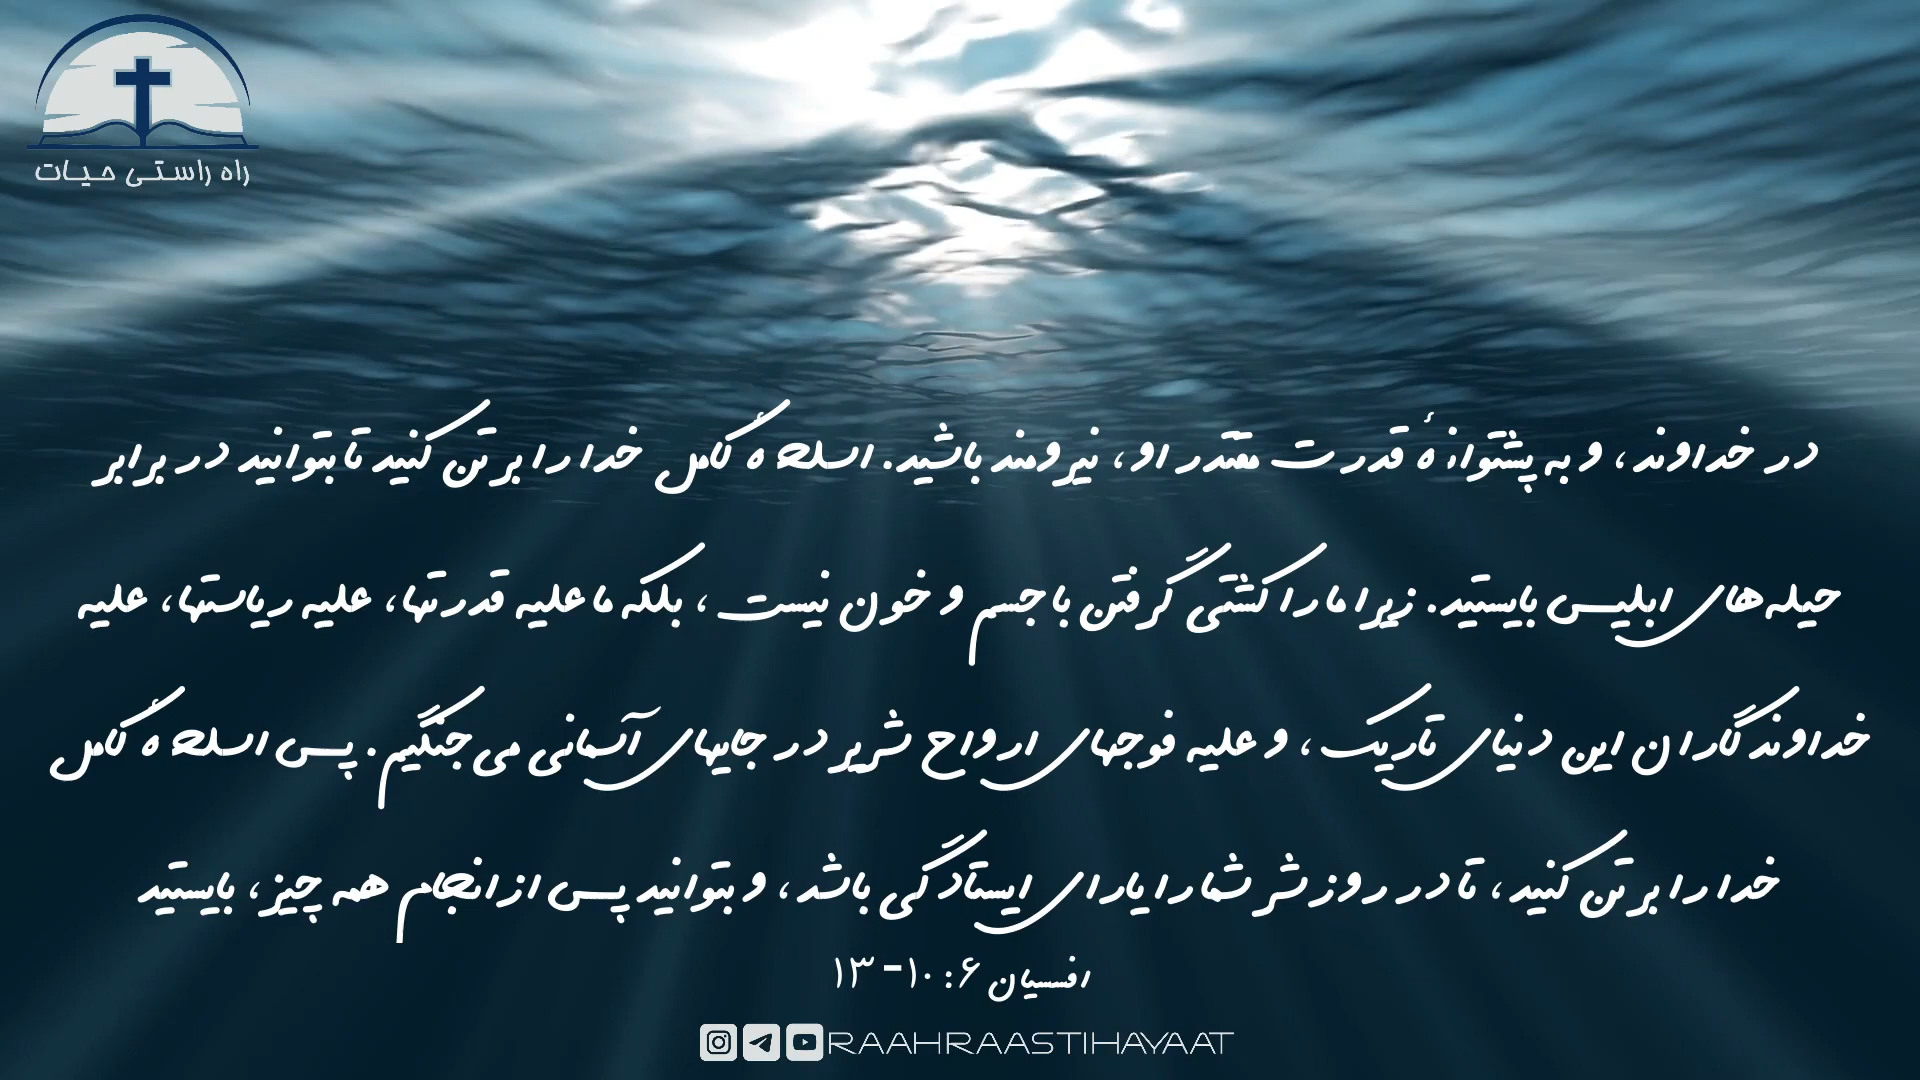 راه راستی حیات
در خداوند، و به پشتوانهٔ قدرت مقتدر او، نیرومند باشید. اسلحهٔ کامل خدا را بر تن کنید تا بتوانید در برابر
حیله‌های ابلیس بایستید. زیرا ما را کشتی گرفتن با جسم و خون نیست، بلکه ما علیه قدرتها، علیه ریاستها، علیه
خداوندگاران این دنیای تاریک، و علیه فوجهای ارواح شریر در جایهای آسمانی می‌جنگیم. پس اسلحهٔ کامل
خدا را بر تن کنید، تا در روز شر شما را یارای ایستادگی باشد، و بتوانید پس از انجام همه چیز، بایستید
افسسیان ۶:۱۰-۱۳
RAAHRAASTIHAYAAT